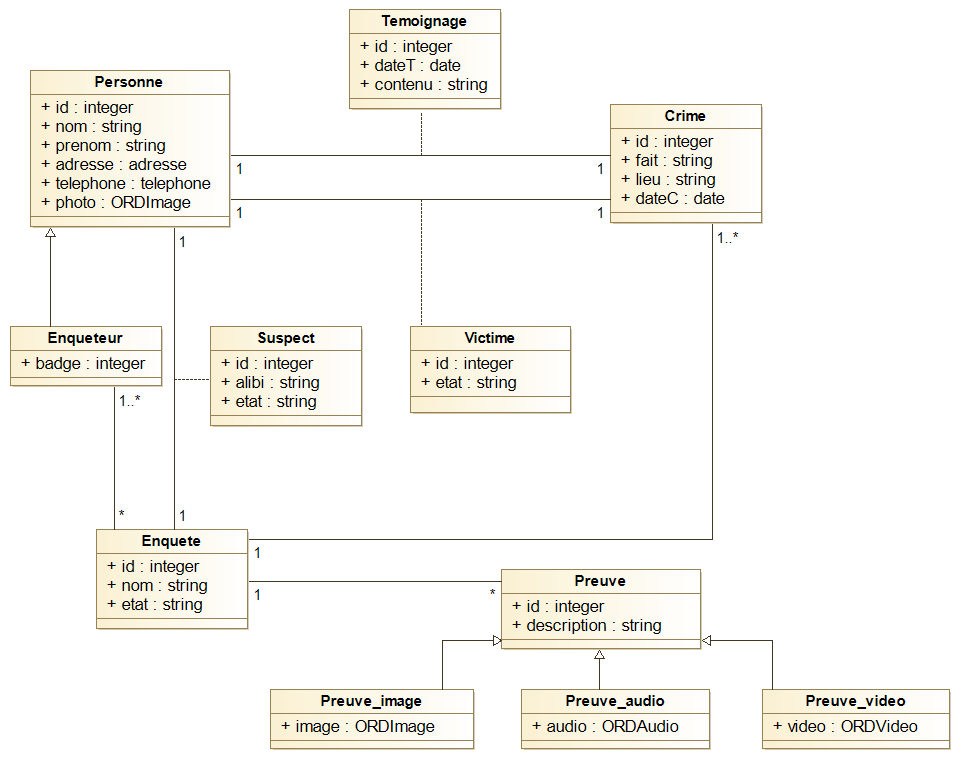 Temoignage
+ id : integer
+ dateT : date
+ contenu : string
Personne
+ id : integer
+ nom : string
+ prenom : string
+ adresse : adresse
+ telephone : telephone
+ photo : ORDImage
Crime
+ id : integer
+ fait : string
+ lieu : string
+ dateC : date
1
1
1
1
1
1..*
Enqueteur
+ badge : integer
Suspect
+ id : integer
+ alibi : string
+ etat : string
Victime
+ id : integer
+ etat : string
1..*
*
1
Enquete
+ id : integer
+ nom : string
+ etat : string
1
1
*
Preuve
+ id : integer
+ description : string
Preuve_image
+ image : ORDImage
Preuve_audio
+ audio : ORDAudio
Preuve_video
+ video : ORDVideo